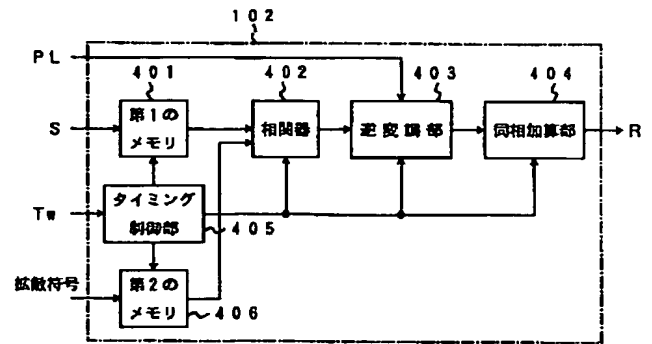 102
PL
401
402
403
404
S
第1の
メモリ
相関器
逆変調部
同相加算部
R
Tw
タイミング
制御部
405
拡散符号
第2の
メモリ
406